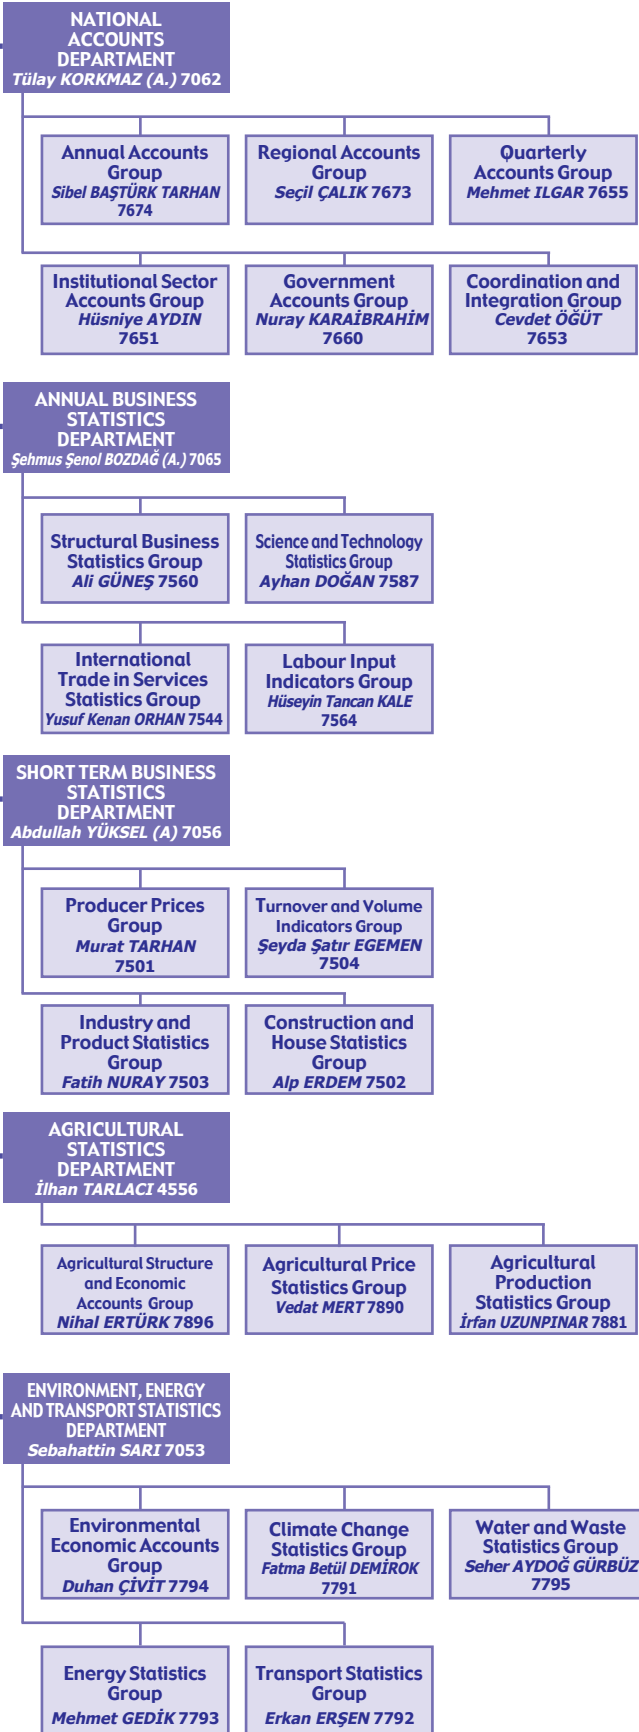 NATIONAL
ACCOUNTS
DEPARTMENT
Tülay KORKMAZ (A.) 7062
Annual Accounts
Group
Sibel BAŞTÜRK TARHAN
7674
Regional Accounts
Group
Seçil ÇALIK 7673
Quarterly
Accounts Group
Mehmet ILGAR 7655
Institutional Sector
Accounts Group
Hüsniye AYDIN
7651
Government
Accounts Group
Nuray KARAİBRAHİM
7660
Coordination and
Integration Group
Cevdet ÖĞÜT
7653
ANNUAL BUSINESS
STATISTICS
DEPARTMENT
Şehmus Şenol BOZDAĞ (A.) 7065
Structural Business
Statistics Group
Ali GÜNEŞ 7560
Science and Technology
Statistics Group
Ayhan DOĞAN 7587
International
Trade in Services
Statistics Group
Yusuf Kenan ORHAN 7544
Labour Input
Indicators Group
Hüseyin Tancan KALE
7564
SHORT TERM BUSINESS
STATISTICS
DEPARTMENT
Abdullah YÜKSEL (A) 7056
Producer Prices
Group
Murat TARHAN
7501
Turnover and Volume
Indicators Group
Şeyda Şatır EGEMEN
7504
Industry and
Product Statistics
Group
Fatih NURAY 7503
Construction and
House Statistics
Group
Alp ERDEM 7502
AGRICULTURAL
STATISTICS
DEPARTMENT
İlhan TARLACI 4556
Agricultural Structure
and Economic
Accounts Group
Nihal ERTÜRK 7896
Agricultural Price
Statistics Group
Vedat MERT 7890
Agricultural
Production
Statistics Group
İrfan UZUNPINAR 7881
ENVIRONMENT, ENERGY
AND TRANSPORT STATISTICS
DEPARTMENT
Sebahattin SARI 7053
Environmental
Economic Accounts
Group
Duhan ÇİVİT 7794
Climate Change
Statistics Group
Fatma Betül DEMİROK
7791
Water and Waste
Statistics Group
Seher AYDOĞ GÜRBÜZ
7795
Energy Statistics
Group
Mehmet GEDİK 7793
Transport Statistics
Group
Erkan ERŞEN 7792